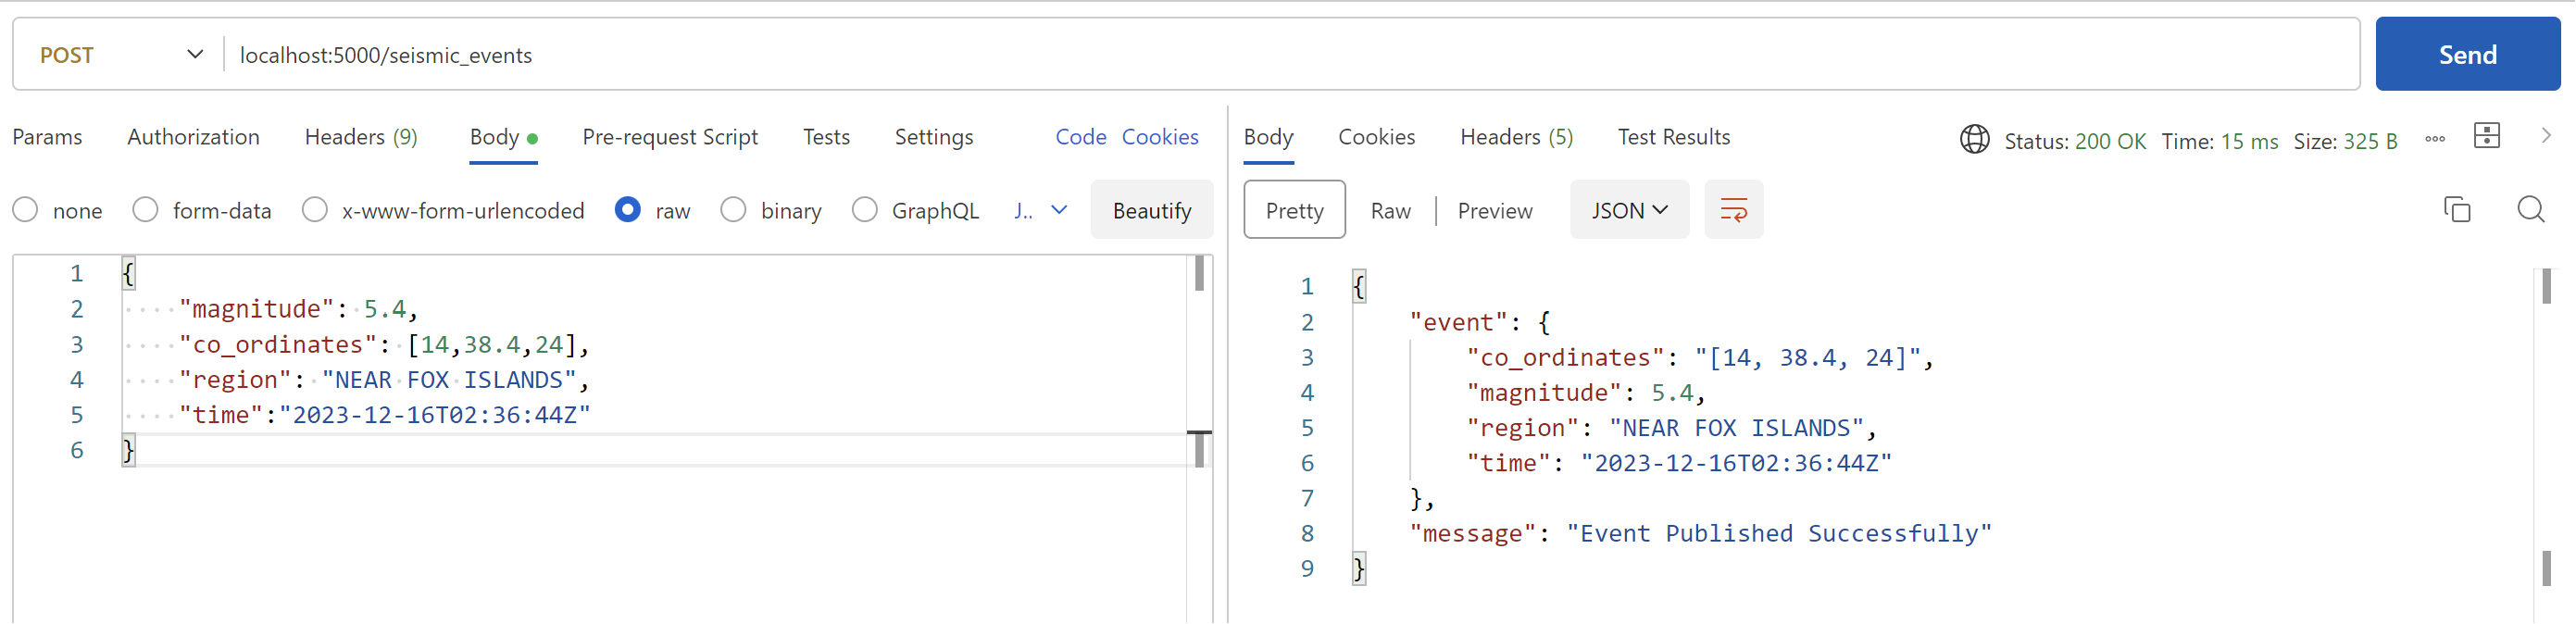 POST localhost:5000/seismic_events Send
Params Authorization Headers (9) Body Pre-request Script Tests Settings Code Cookies
none form-data x-www-form-urlencoded raw binary GraphQL J.. Beautify
1 {
2 "magnitude": 5.4,
3 "co_ordinates": [14,38.4,24],
4 "region": "NEAR FOX ISLANDS",
5 "time":"2023-12-16T02:36:44Z"
6 }
Body Cookies Headers (5) Test Results Status: 200 OK Time: 15 ms Size: 325 B
Pretty Raw Preview JSON
1 {
2 "event": {
3 "co_ordinates": "[14, 38.4, 24]",
4 "magnitude": 5.4,
5 "region": "NEAR FOX ISLANDS",
6 "time": "2023-12-16T02:36:44Z"
7 },
8 "message": "Event Published Successfully"
9 }